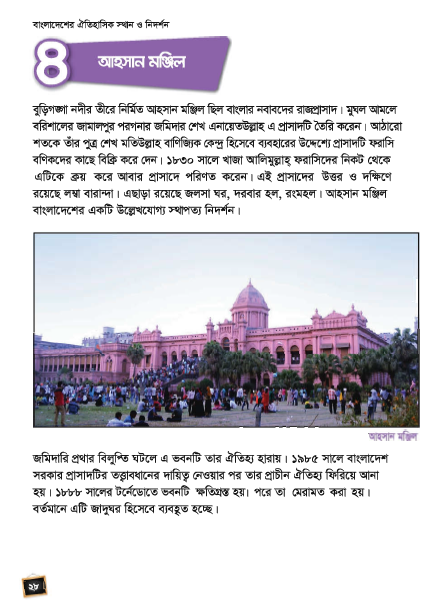 বাংলাদেশের ঐতিহাসিক স্থান ও নিদর্শন
৪ আহসান মঞ্জিল
বুড়িগঙ্গা নদীর তীরে নির্মিত আহসান মঞ্জিল ছিল বাংলার নবাবদের রাজপ্রাসাদ। মুঘল আমলে
বরিশালের জামালপুর পরগনার জমিদার শেখ এনায়েতউল্লাহ এ প্রাসাদটি তৈরি করেন। আঠারো
শতকে তাঁর পুত্র শেখ মতিউল্লাহ বাণিজ্যিক কেন্দ্র হিসেবে ব্যবহারের উদ্দেশ্যে প্রাসাদটি ফরাসি
বণিকদের কাছে বিক্রি করে দেন। ১৮৩০ সালে খাজা আলিমুল্লাহ্ ফরাসিদের নিকট থেকে
এটিকে ক্রয় করে আবার প্রাসাদে পরিণত করেন। এই প্রাসাদের উত্তর ও দক্ষিণে
রয়েছে লম্বা বারান্দা। এছাড়া রয়েছে জলসা ঘর, দরবার হল, রংমহল। আহসান মঞ্জিল
বাংলাদেশের একটি উল্লেখযোগ্য স্থাপত্য নিদর্শন।
আহসান মঞ্জিল
জমিদারি প্রথার বিলুপ্তি ঘটলে এ ভবনটি তার ঐতিহ্য হারায়। ১৯৮৫ সালে বাংলাদেশ
সরকার প্রাসাদটির তত্ত্বাবধানের দায়িত্ব নেওয়ার পর তার প্রাচীন ঐতিহ্য ফিরিয়ে আনা
হয়। ১৮৮৮ সালের টর্নেডোতে ভবনটি ক্ষতিগ্রস্ত হয়। পরে তা মেরামত করা হয়।
বর্তমানে এটি জাদুঘর হিসেবে ব্যবহৃত হচ্ছে।
২৮